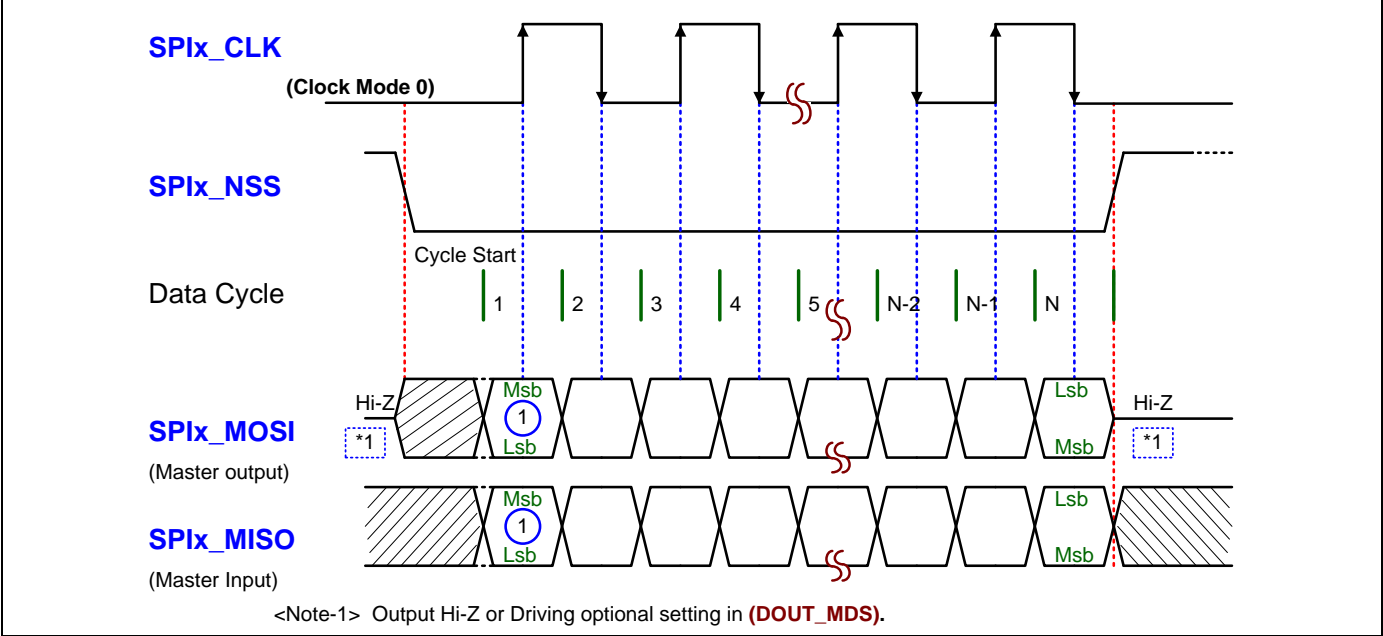 SPIx_CLK
(Clock Mode 0)
SPIx_NSS
Cycle Start
Data Cycle
1 2 3 4 5 N-2 N-1 N
Msb Lsb
Hi-Z 1 Hi-Z
SPIx_MOSI *1 Lsb Msb *1
(Master output)
Msb Lsb
1
SPIx_MISO Lsb Msb
(Master Input)
<Note-1> Output Hi-Z or Driving optional setting in (DOUT_MDS).